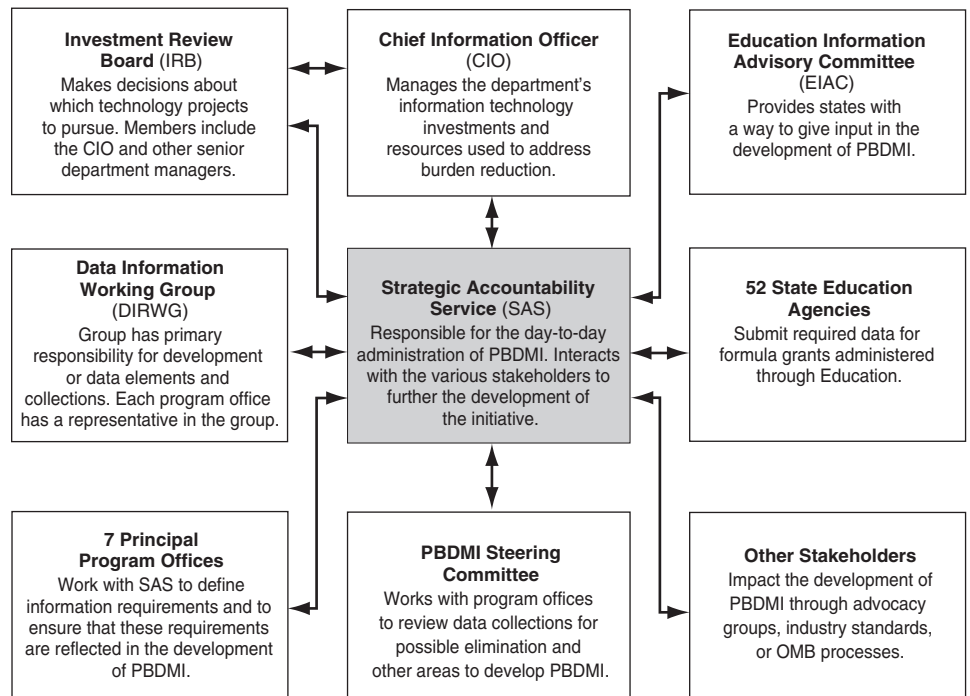 Investment Review
Board (IRB)
Makes decisions about
which technology projects
to pursue. Members include
the CIO and other senior
department managers.
Chief Information Officer
(CIO)
Manages the department's
information technology
investments and
resources used to address
burden reduction.
Education Information
Advisory Committee
(EIAC)
Provides states with
a way to give input in the
development of PBDMI.
Data Information
Working Group
(DIRWG)
Group has primary
responsibility for development
or data elements and
collections. Each program office
has a representative in the group.
Strategic Accountability
Service (SAS)
Responsible for the day-to-day
administration of PBDMI. Interacts
with the various stakeholders to
further the development of
the initiative.
52 State Education
Agencies
Submit required data for
formula grants administered
through Education.
7 Principal
Program Offices
Work with SAS to define
information requirements and to
ensure that these requirements
are reflected in the development
of PBDMI.
PBDMI Steering
Committee
Works with program offices
to review data collections for
possible elimination and
other areas to develop PBDMI.
Other Stakeholders
Impact the development of
PBDMI through advocacy
groups, industry standards,
or OMB processes.